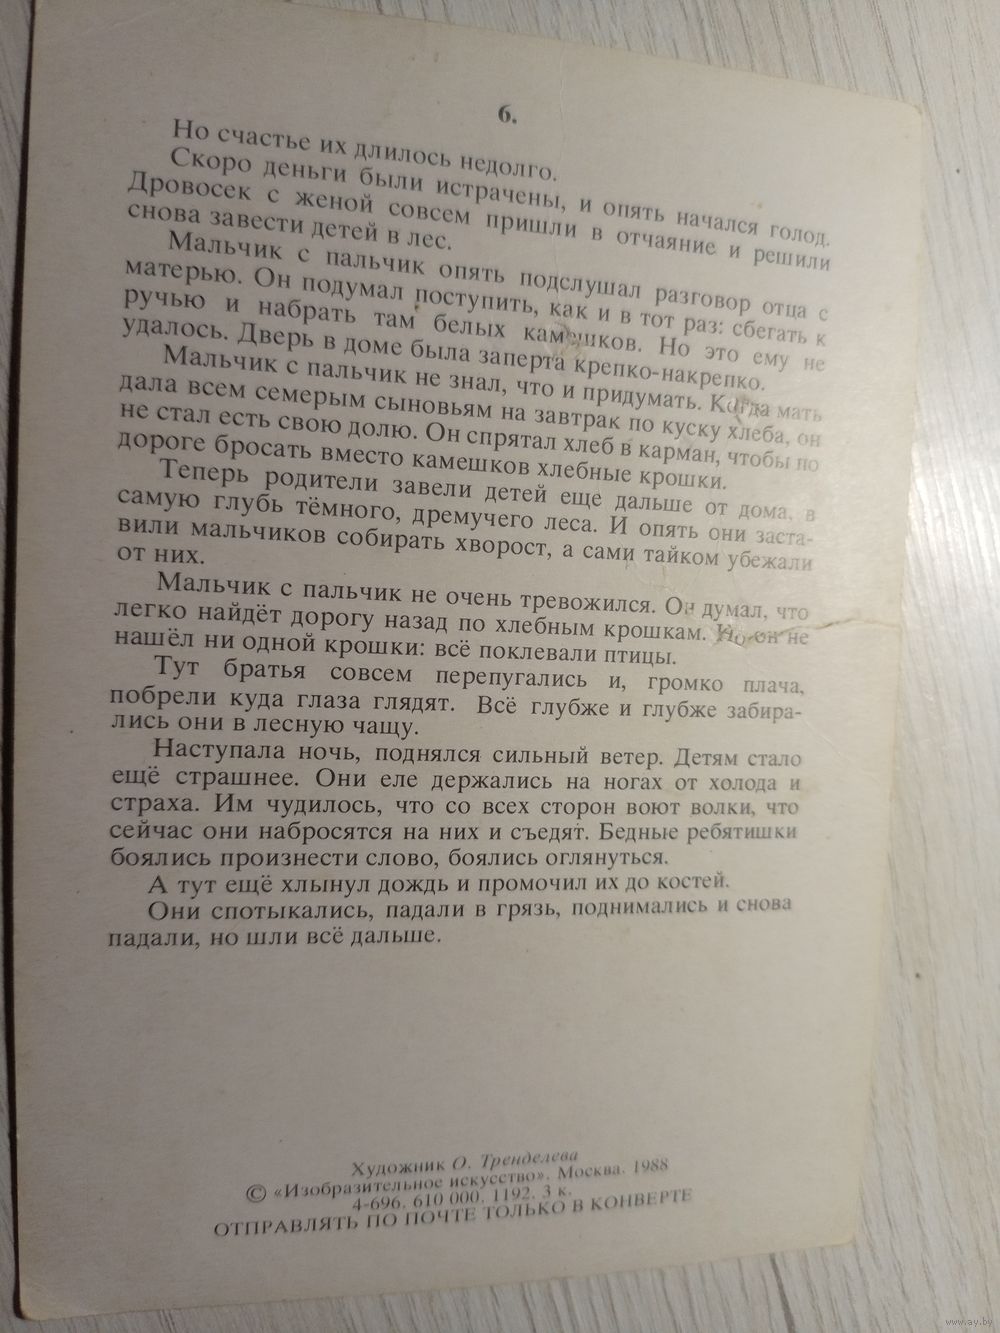 6.
Но счастье их длилось недолго.
Скоро деньги были истрачены, и опять начался голод.
Дровосек с женой совсем пришли в отчаяние и решили
снова завести детей в лес.
Мальчик с пальчик опять подслушал разговор отца с
матерью. Он подумал поступить, как и в тот раз: сбегать к
ручью и набрать там белых камешков. Но это ему не
удалось. Дверь в доме была заперта крепко-накрепко.
Мальчик с пальчик не знал, что и придумать. Когда мать
дала всем семерым сыновьям на завтрак по куску хлеба, он
не стал есть свою долю. Он спрятал хлеб в карман, чтобы по
дороге бросать вместо камешков хлебные крошки.
Теперь родители завели детей еще дальше от дома, в
самую глубь тёмного, дремучего леса. И опять они заста-
вили мальчиков собирать хворост, а сами тайком убежали
от них.
Мальчик с пальчик не очень тревожился. Он думал, что
легко найдёт дорогу назад по хлебным крошкам. Но он не
нашёл ни одной крошки: всё поклевали птицы.
Тут братья совсем перепугались и, громко плача,
побрели куда глаза глядят. Всё глубже и глубже забира-
лись они в лесную чащу.
Наступала ночь, поднялся сильный ветер. Детям стало
ещё страшнее. Они еле держались на ногах от холода и
страха. Им чудилось, что со всех сторон воют волки, что
сейчас они набросятся на них и съедят. Бедные ребятишки
боялись произнести слово, боялись оглянуться.
А тут ещё хлынул дождь и промочил их до костей.
Они спотыкались, падали в грязь, поднимались и снова
падали, но шли всё дальше.
Художник О. Тренделева
© «Изобразительное искусство». Москва. 1988
4-696. 610 000. 1192. 3 к.
ОТПРАВЛЯТЬ ПО ПОЧТЕ ТОЛЬКО В КОНВЕРТЕ
www.ay.by